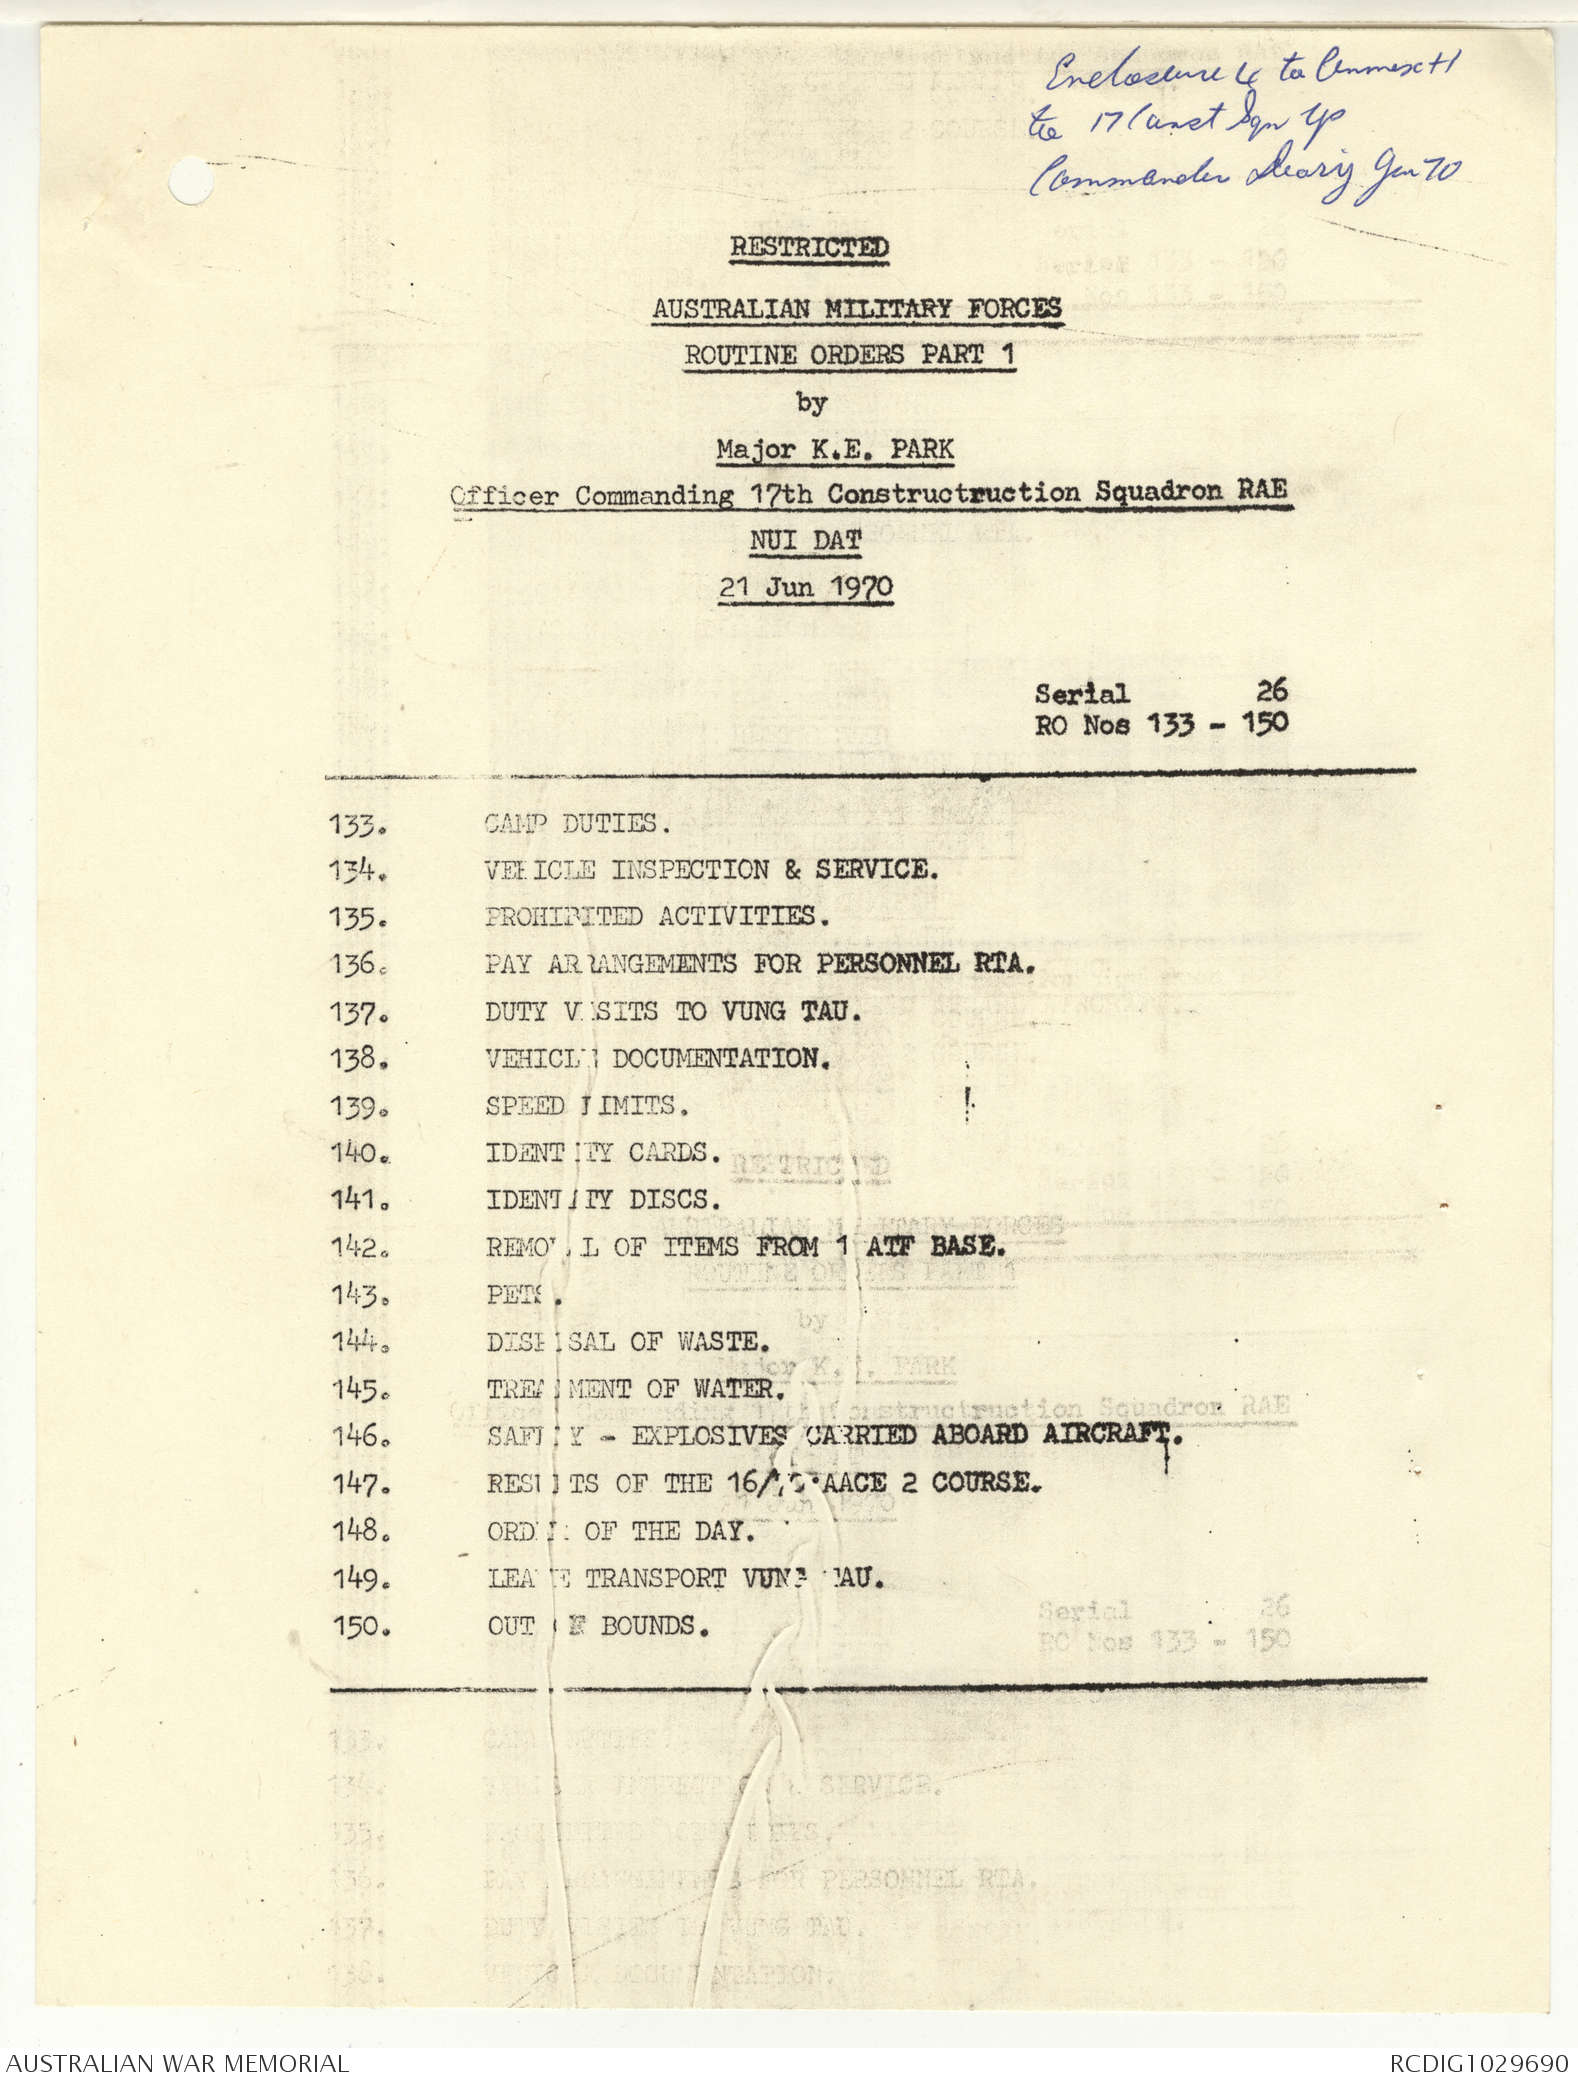 Enclosure 4 to Annex H
to 17 Const Sqn Gp
Commander Diary Jun 70
RESTRICTED
AUSTRALIAN MILITARY FORCES
ROUTINE ORDERS PART 1
by
Major K.E. PARK
Officer Commanding 17th Constructruction Squadron RAE
NUI DAT
21 Jun 1970
Serial 26
RO Nos 133 - 150
133. CAMP DUTIES.
134. VEHICLE INSPECTION & SERVICE.
135. PROHIBITED ACTIVITIES.
136. PAY ARRANGEMENTS FOR PERSONNEL RTA.
137. DUTY VISITS TO VUNG TAU.
138. VEHICLE DOCUMENTATION.
139. SPEED LIMITS.
140. IDENTITY CARDS.
141. IDENTITY DISCS.
142. REMOVAL OF ITEMS FROM 1 ATF BASE.
143. PETS.
144. DISPOSAL OF WASTE.
145. TREATMENT OF WATER.
146. SAFETY - EXPLOSIVES CARRIED ABOARD AIRCRAFT.
147. RESULTS OF THE AACE 2 COURSE.
148. ORDER OF THE DAY.
149. LEAVE TRANSPORT VUNG TAU.
150. OUT OF BOUNDS.
AUSTRALIAN WAR MEMORIAL
RCDIG1029690